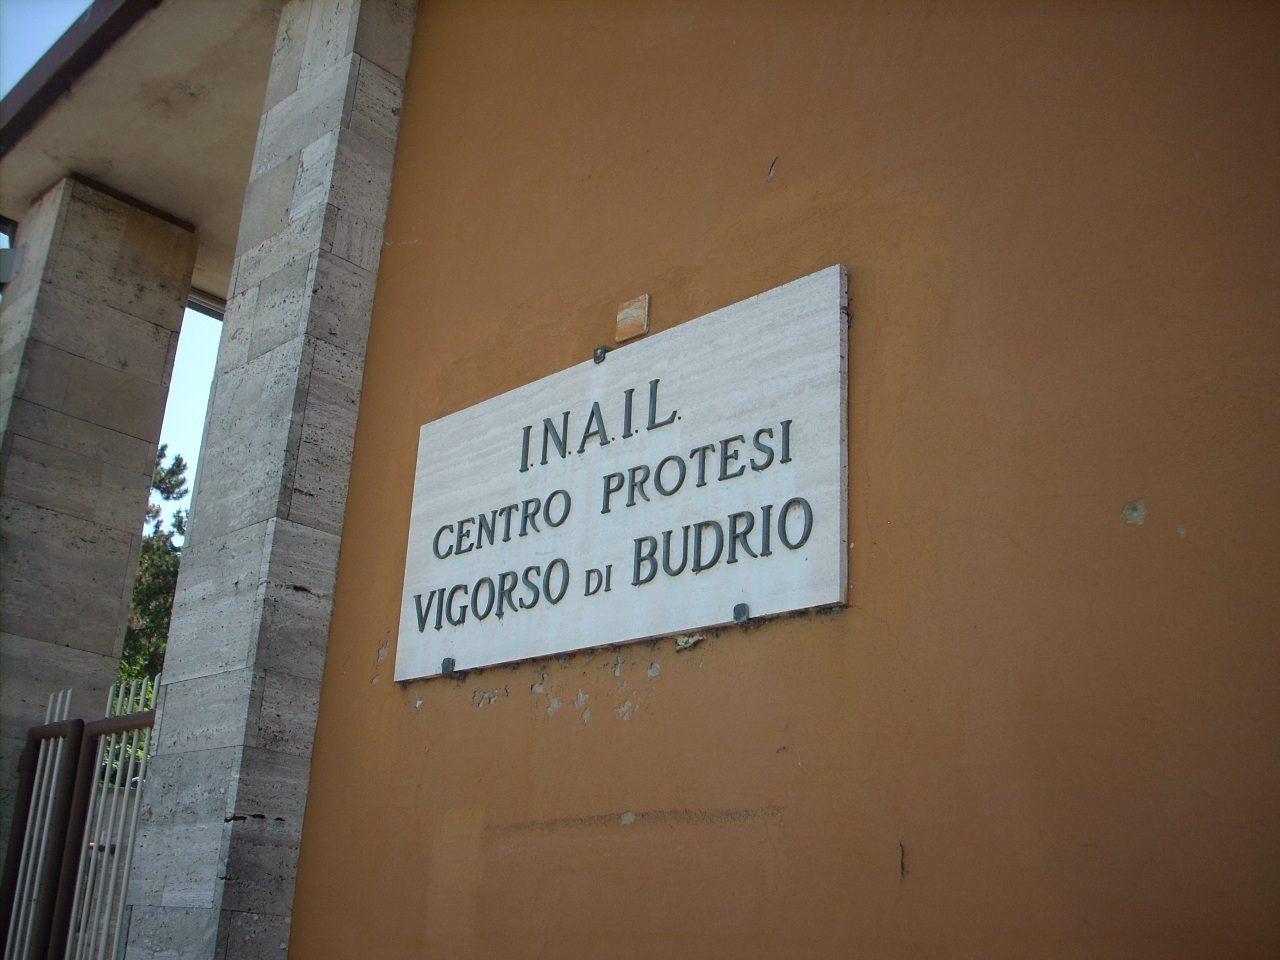 I.N.A.I.L.
CENTRO PROTESI
VIGORSO DI BUDRIO